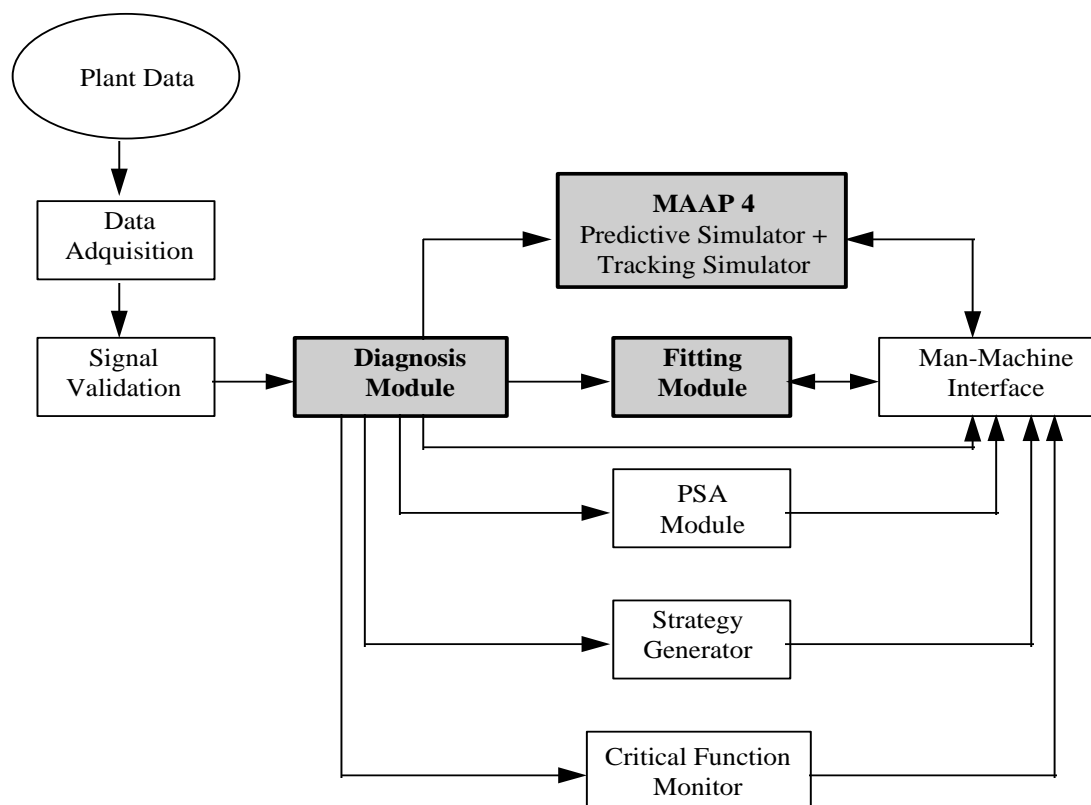 Plant Data
Data
Adquisition
Signal
Validation
Diagnosis
Module
MAAP 4
Predictive Simulator +
Tracking Simulator
Fitting
Module
Man-Machine
Interface
PSA
Module
Strategy
Generator
Critical Function
Monitor